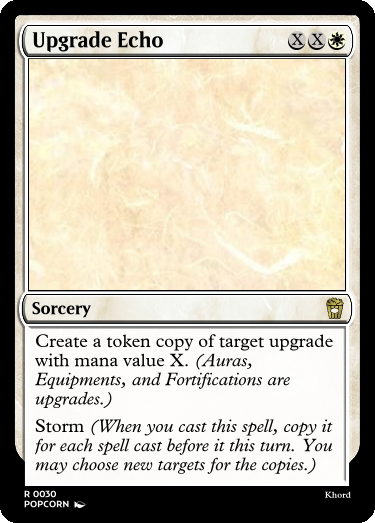 Upgrade Echo XX
Sorcery
Create a token copy of target upgrade
with mana value X. (Auras,
Equipments, and Fortifications are
upgrades.)
Storm (When you cast this spell, copy it
for each spell cast before it this turn. You
may choose new targets for the copies.)
R 0030
POPCORN
Khord